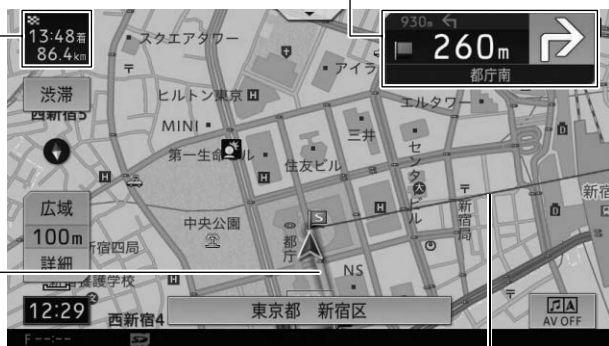 13:48着
86.4km
930m
260m
都庁南
スクエアタワー
アイラ
渋滞
西新宿5
ヒルトン東京
エルタワー
MINI
三井
第一生命
ル
住友ビル
センタ
ビル
広域
100m
詳細
中央公園
S
都庁
新宿局
新宿
宿四局
養護学校
NS
12:29
西新宿4
東京都 新宿区
AV OFF
F --:--